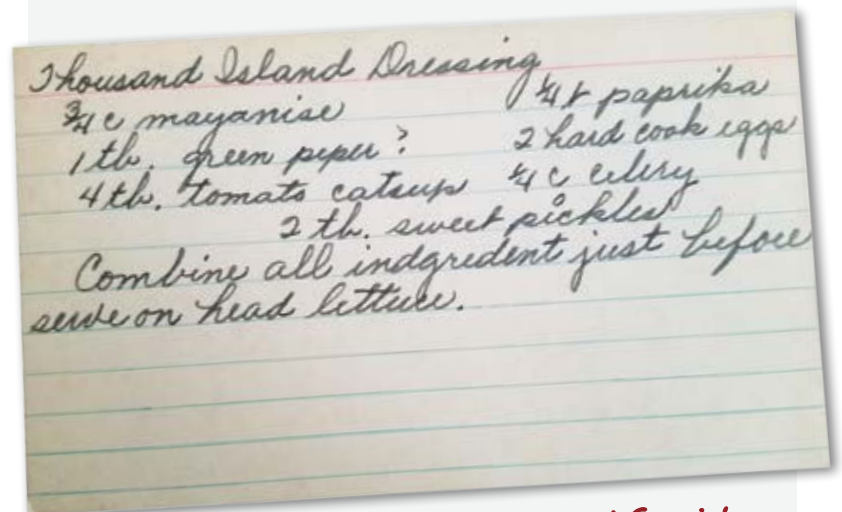 Thousand Island Dressing
3/4 c mayanise 1/4 t paprika
1 tb. green peper ? 2 hard cook eggs
4 tb. tomato catsup 1/4 c celery
2 tb. sweet pickles
Combine all indgredent just before
serve on head lettuce.